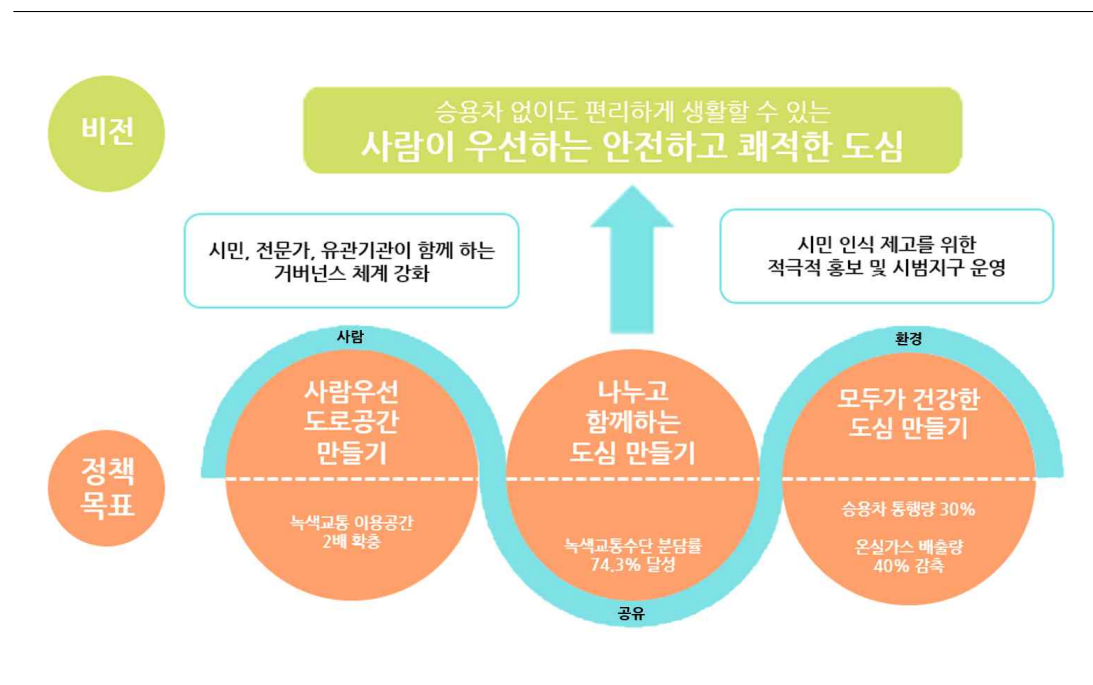 비전
승용차 없이도 편리하게 생활할 수 있는
사람이 우선하는 안전하고 쾌적한 도심
시민, 전문가, 유관기관이 함께 하는
거버넌스 체계 강화
시민 인식 제고를 위한
적극적 홍보 및 시범지구 운영
정책
목표
사람
사람우선
도로공간
만들기
녹색교통 이용공간
2배 확충
나누고
함께하는
도심 만들기
녹색교통수단 분담률
74.3% 달성
공유
환경
모두가 건강한
도심 만들기
승용차 통행량 30%
온실가스 배출량
40% 감축